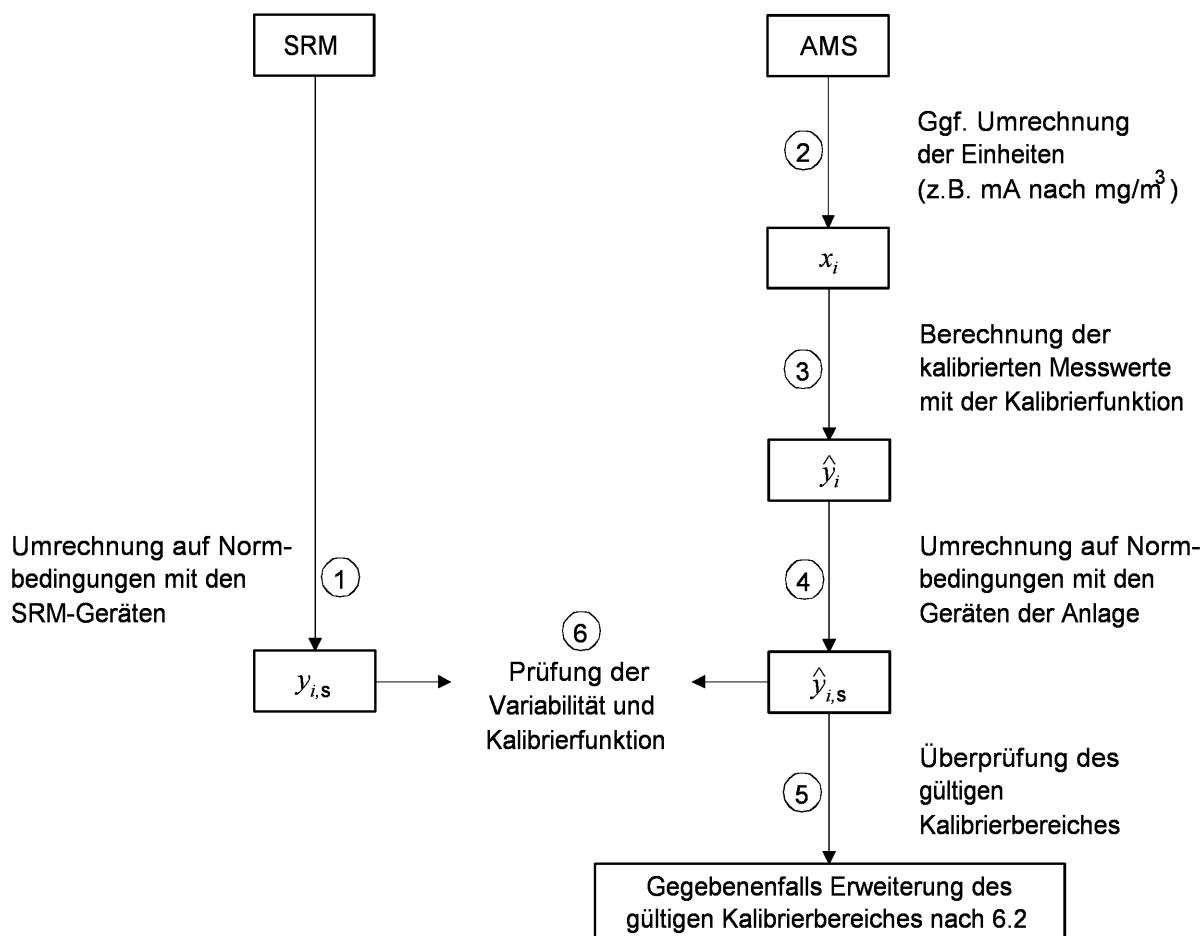 SRM
AMS
2
Ggf. Umrechnung
der Einheiten
(z.B. mA nach mg/m³ )
x_i
3
Berechnung der
kalibrierten Messwerte
mit der Kalibrierfunktion
ŷ_i
Umrechnung auf Norm-
bedingungen mit den
SRM-Geräten
1
4
Umrechnung auf Norm-
bedingungen mit den
Geräten der Anlage
y_i,s
6
Prüfung der
Variabilität und
Kalibrierfunktion
ŷ_i,s
5
Überprüfung des
gültigen
Kalibrierbereiches
Gegebenenfalls Erweiterung des
gültigen Kalibrierbereiches nach 6.2